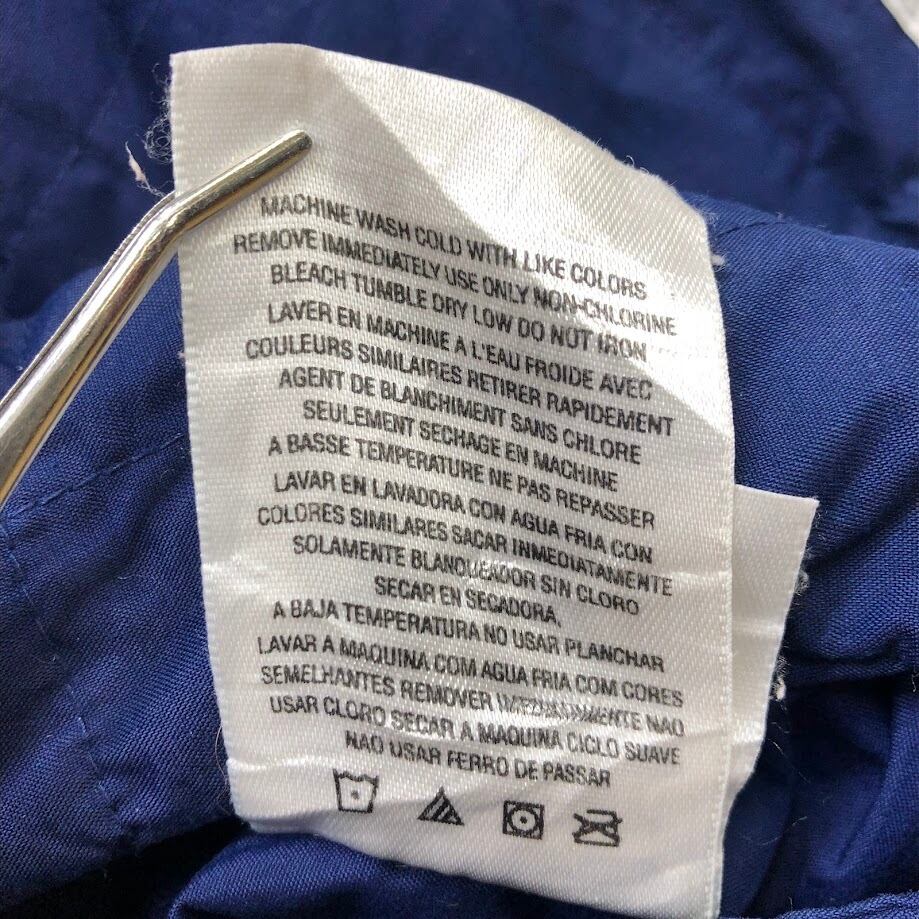 MACHINE WASH COLD WITH LIKE COLORS
REMOVE IMMEDIATELY USE ONLY NON-CHLORINE
BLEACH TUMBLE DRY LOW DO NOT IRON
LAVER EN MACHINE A L'EAU FROIDE AVEC
COULEURS SIMILAIRES RETIRER RAPIDEMENT
AGENT DE BLANCHIMENT SANS CHLORE
SEULEMENT SECHAGE EN MACHINE
A BASSE TEMPERATURE NE PAS REPASSER
LAVAR EN LAVADORA CON AGUA FRIA CON
COLORES SIMILARES SACAR INMEDIATAMENTE
SOLAMENTE BLANQUEADOR SIN CLORO
SECAR EN SECADORA,
A BAJA TEMPERATURA NO USAR PLANCHAR
LAVAR A MAQUINA COM AGUA FRIA COM CORES
SEMELHANTES REMOVER NAO
USAR CLORO SECAR A MAQUINA CICLO SUAVE
NAO USAR FERRO DE PASSAR